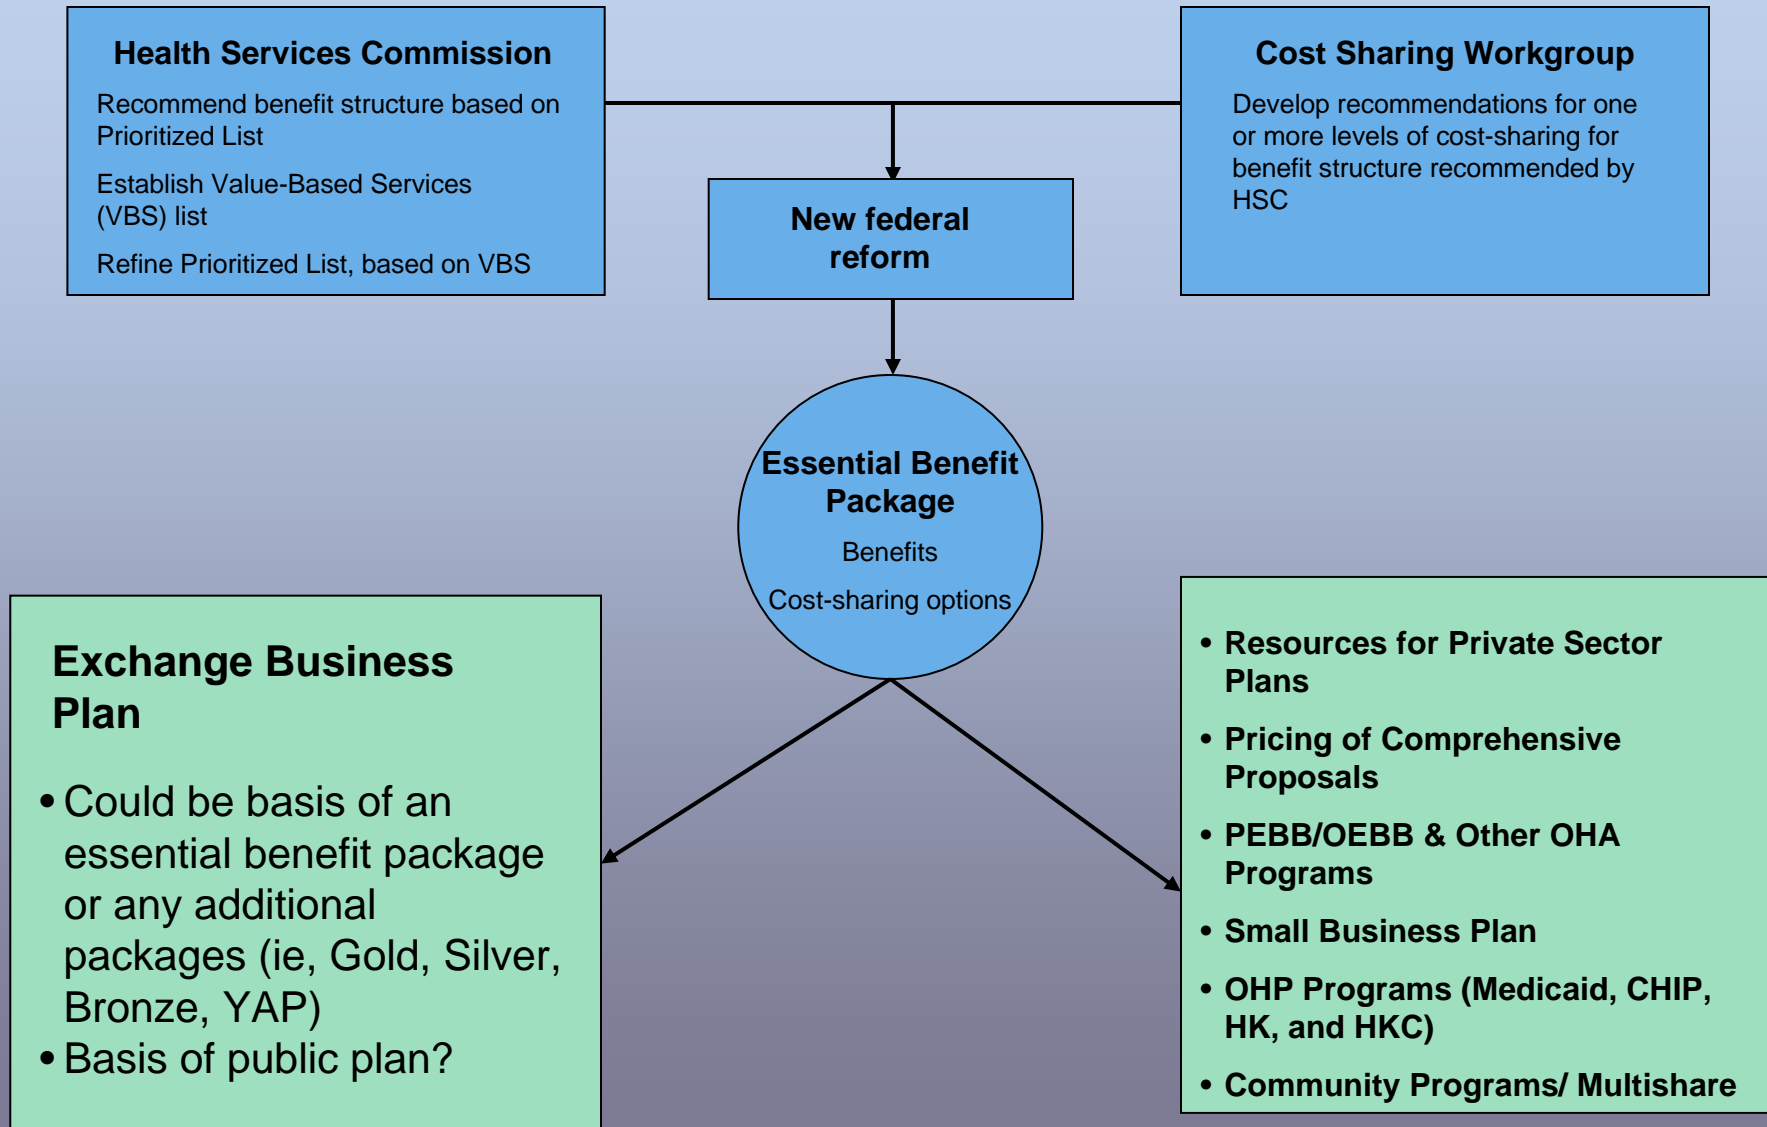 Health Services Commission
Recommend benefit structure based on
Prioritized List
Establish Value-Based Services
(VBS) list
Refine Prioritized List, based on VBS
Cost Sharing Workgroup
Develop recommendations for one
or more levels of cost-sharing for
benefit structure recommended by
HSC
New federal
reform
Essential Benefit
Package
Benefits
Cost-sharing options
Exchange Business
Plan
• Could be basis of an
essential benefit package
or any additional
packages (ie, Gold, Silver,
Bronze, YAP)
• Basis of public plan?
• Resources for Private Sector
Plans
• Pricing of Comprehensive
Proposals
• PEBB/OEBB & Other OHA
Programs
• Small Business Plan
• OHP Programs (Medicaid, CHIP,
HK, and HKC)
• Community Programs/ Multishare